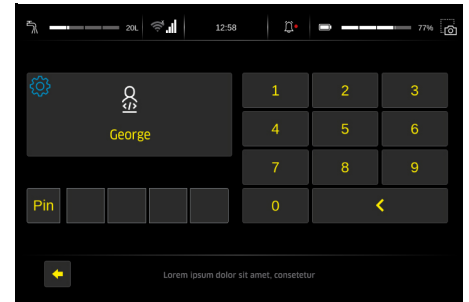 20L 12:58 77%
George
1 2 3
4 5 6
7 8 9
Pin 0
Lorem ipsum dolor sit amet, consetetur